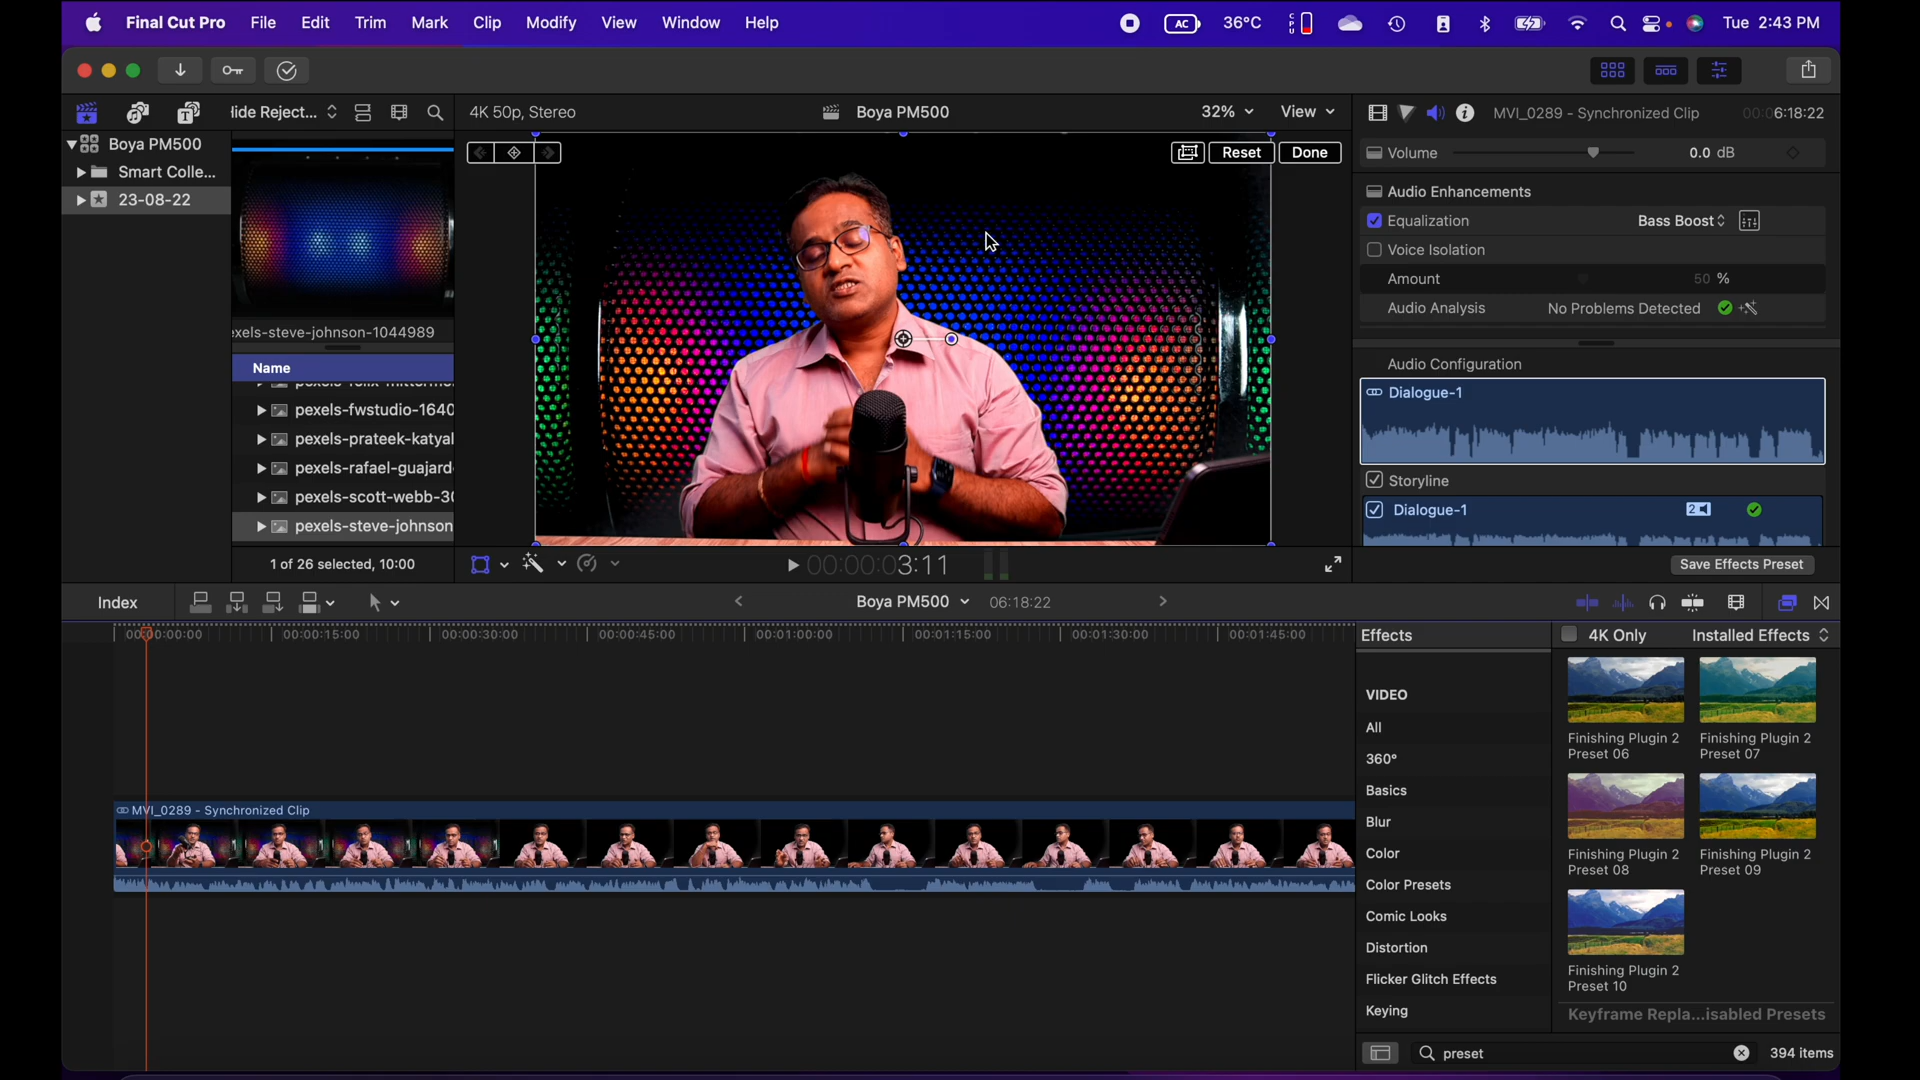 Final Cut Pro File Edit Trim Mark Clip Modify View Window Help
AC 36°C CPU Tue 2:43 PM
Hide Reject...
4K 50p, Stereo
Boya PM500
32% View
MVI_0289 - Synchronized Clip
00:06:18:22
Boya PM500
Smart Colle...
23-08-22
exels-steve-johnson-1044989
Name
pexels-fwstudio-1640
pexels-prateek-katyal
pexels-rafael-guajard
pexels-scott-webb-30
pexels-steve-johnson
1 of 26 selected, 10:00
Reset Done
00:00:03:11
Volume 0.0 dB
Audio Enhancements
Equalization Bass Boost
Voice Isolation
Amount 50 %
Audio Analysis No Problems Detected
Audio Configuration
Dialogue-1
Storyline
Dialogue-1 2
Save Effects Preset
Index
Boya PM500 06:18:22
00:00:00:00 00:00:15:00 00:00:30:00 00:00:45:00 00:01:00:00 00:01:15:00 00:01:30:00 00:01:45:00
MVI_0289 - Synchronized Clip
Effects
4K Only Installed Effects
VIDEO
All
360°
Basics
Blur
Color
Color Presets
Comic Looks
Distortion
Flicker Glitch Effects
Keying
Finishing Plugin 2
Preset 06
Finishing Plugin 2
Preset 07
Finishing Plugin 2
Preset 08
Finishing Plugin 2
Preset 09
Finishing Plugin 2
Preset 10
Keyframe Repla...isabled Presets
preset
394 items